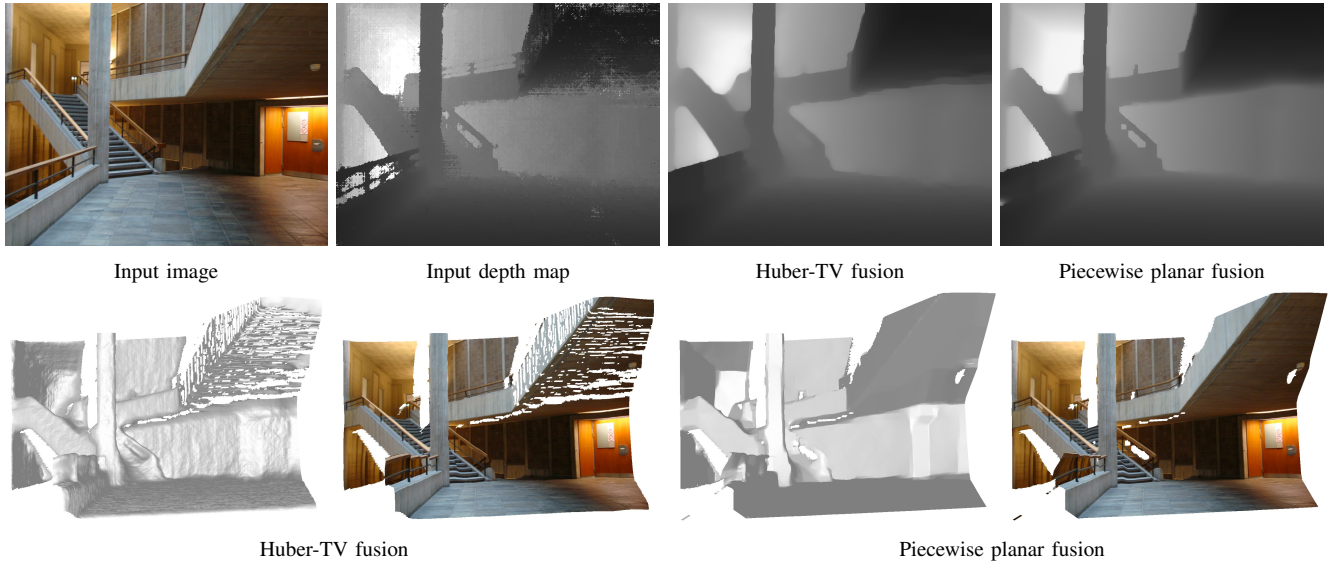 Input image
Input depth map
Huber-TV fusion
Piecewise planar fusion
Huber-TV fusion
Piecewise planar fusion